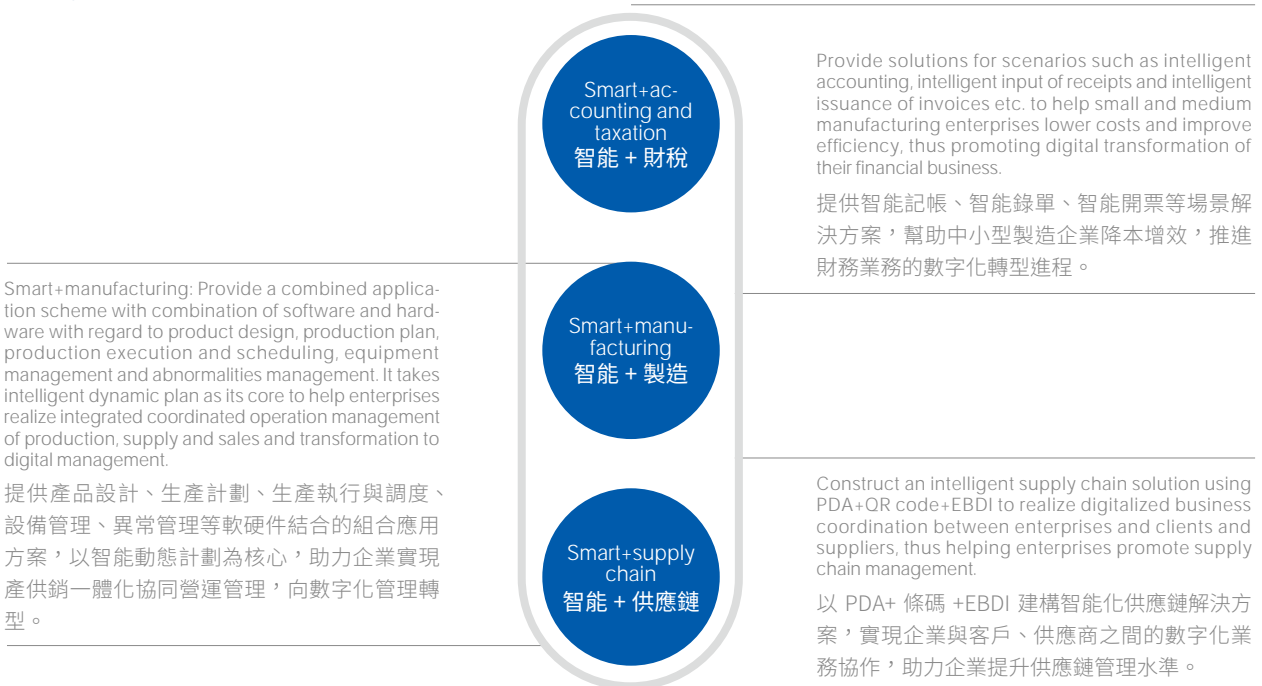 Smart+ac-
counting and
taxation
智能 + 財稅
Provide solutions for scenarios such as intelligent
accounting, intelligent input of receipts and intelligent
issuance of invoices etc. to help small and medium
manufacturing enterprises lower costs and improve
efficiency, thus promoting digital transformation of
their financial business.
提供智能記帳、智能錄單、智能開票等場景解
決方案，幫助中小型製造企業降本增效，推進
財務業務的數字化轉型進程。
Smart+manufacturing: Provide a combined applica-
tion scheme with combination of software and hard-
ware with regard to product design, production plan,
production execution and scheduling, equipment
management and abnormalities management. It takes
intelligent dynamic plan as its core to help enterprises
realize integrated coordinated operation management
of production, supply and sales and transformation to
digital management.
提供產品設計、生產計劃、生產執行與調度、
設備管理、異常管理等軟硬件結合的組合應用
方案，以智能動態計劃為核心，助力企業實現
產供銷一體化協同營運管理，向數字化管理轉
型。
Smart+manu-
facturing
智能 + 製造
Smart+supply
chain
智能 + 供應鏈
Construct an intelligent supply chain solution using
PDA+QR code+EBDI to realize digitalized business
coordination between enterprises and clients and
suppliers, thus helping enterprises promote supply
chain management.
以 PDA+ 條碼 +EBDI 建構智能化供應鏈解決方
案，實現企業與客戶、供應商之間的數字化業
務協作，助力企業提升供應鏈管理水準。